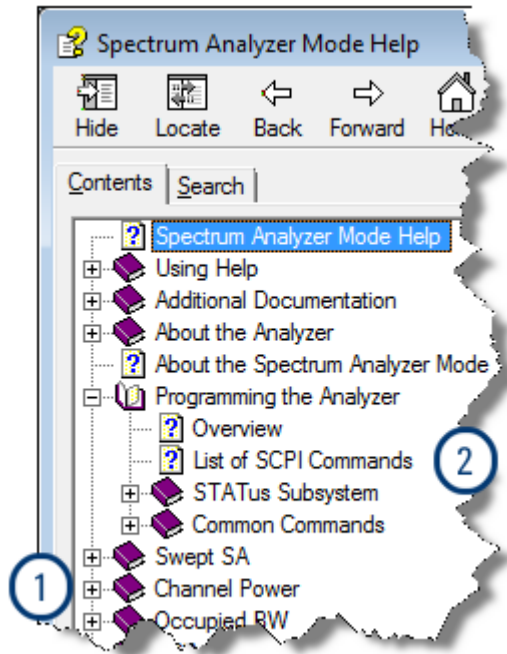 Spectrum Analyzer Mode Help
Hide Locate Back Forward
Contents Search
Spectrum Analyzer Mode Help
Using Help
Additional Documentation
About the Analyzer
About the Spectrum Analyzer Mode
Programming the Analyzer
Overview
List of SCPI Commands 2
STATus Subsystem
Common Commands
Swept SA
1 Channel Power
Occupied BW